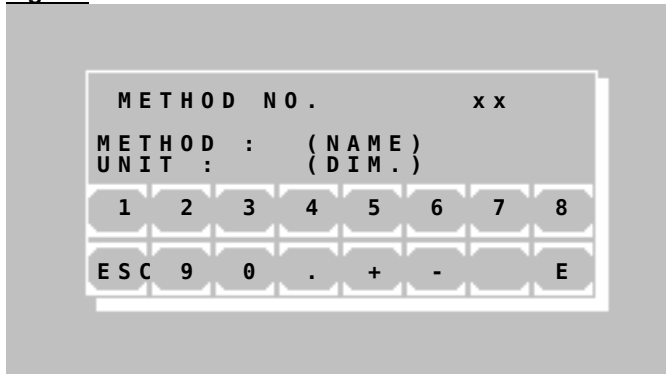 METHOD NO. xx
METHOD : (NAME)
UNIT : (DIM.)
1 2 3 4 5 6 7 8
ESC 9 0 . + - E